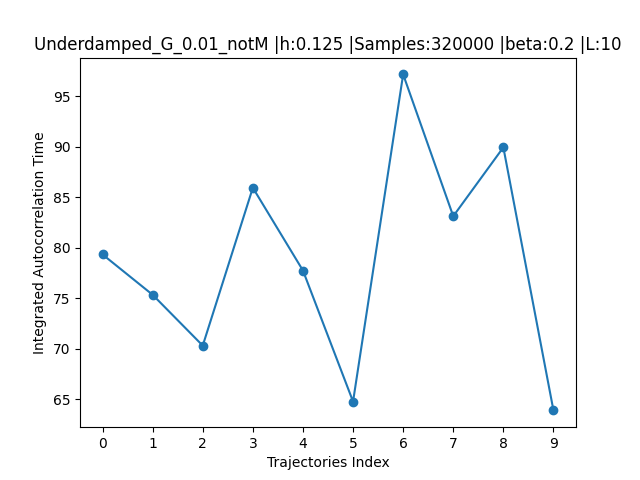 Underdamped_G_0.01_notM |h:0.125 |Samples:320000 |beta:0.2 |L:10
Integrated Autocorrelation Time
95
90
85
80
75
70
65
0 1 2 3 4 5 6 7 8 9
Trajectories Index